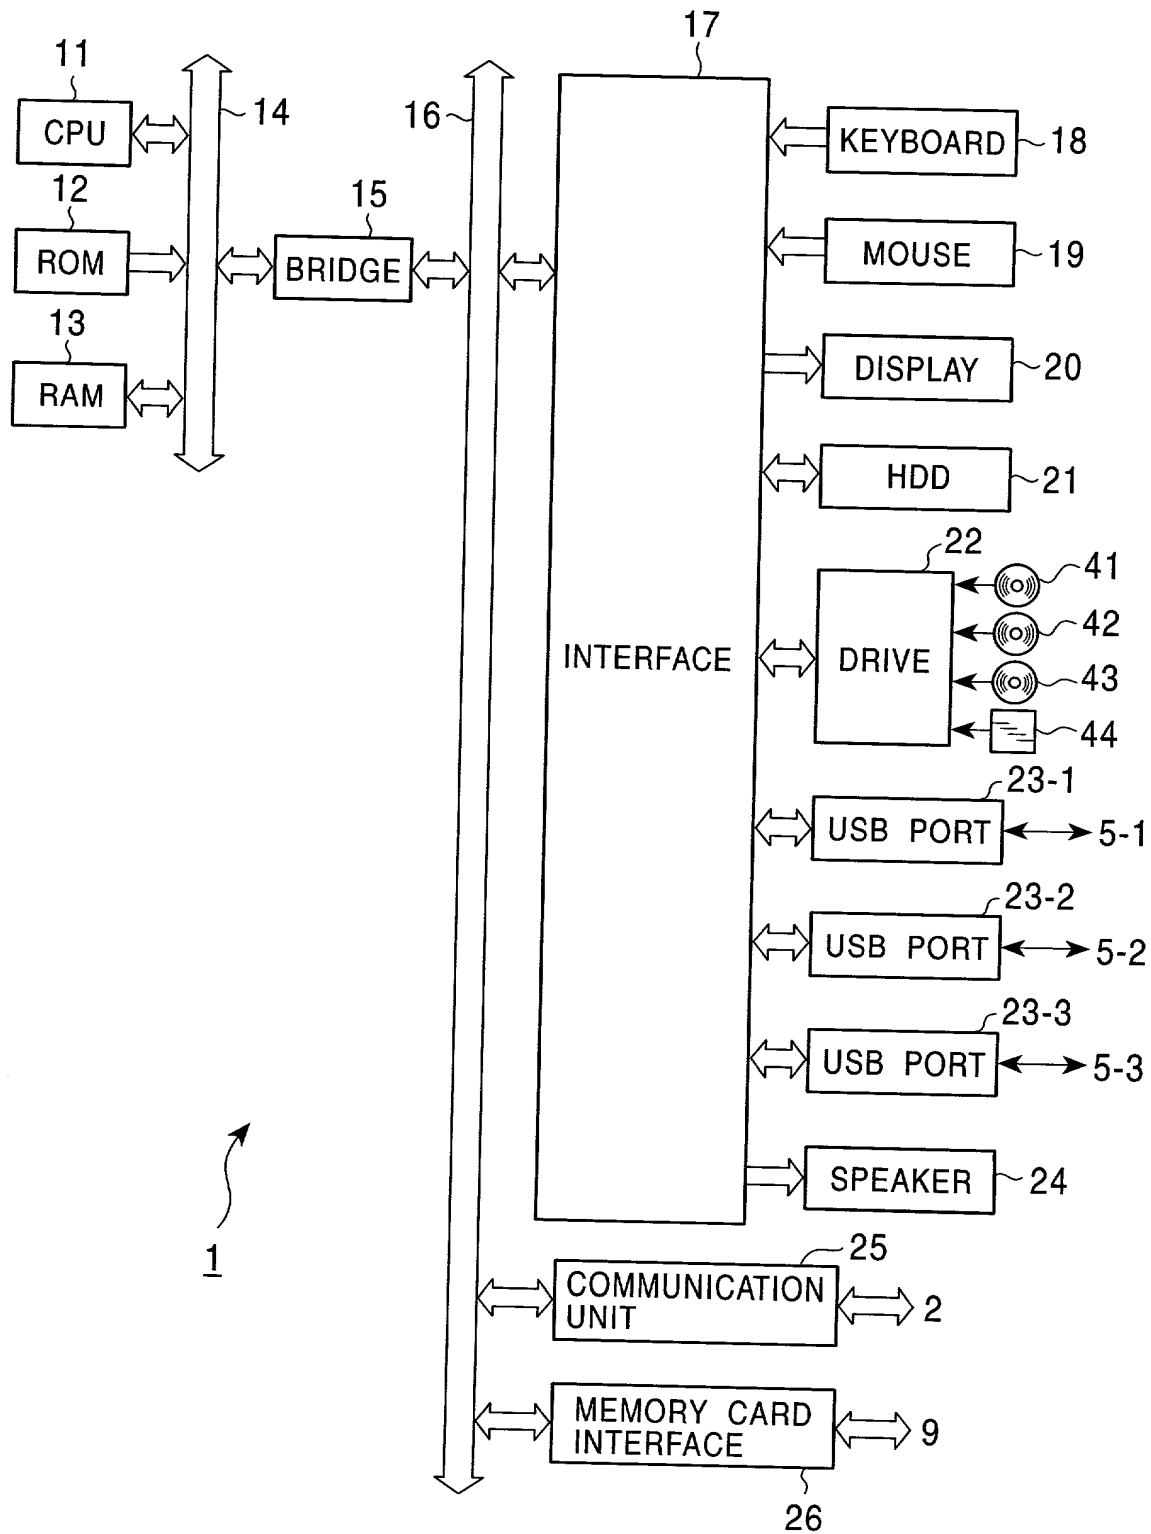 17
11
CPU
14
16
KEYBOARD
18
12
ROM
15
BRIDGE
MOUSE
19
13
RAM
DISPLAY
20
HDD
21
22
41
INTERFACE
DRIVE
42
43
44
23-1
USB PORT
5-1
23-2
USB PORT
5-2
23-3
USB PORT
5-3
SPEAKER
24
1
25
COMMUNICATION
UNIT
2
MEMORY CARD
INTERFACE
9
26